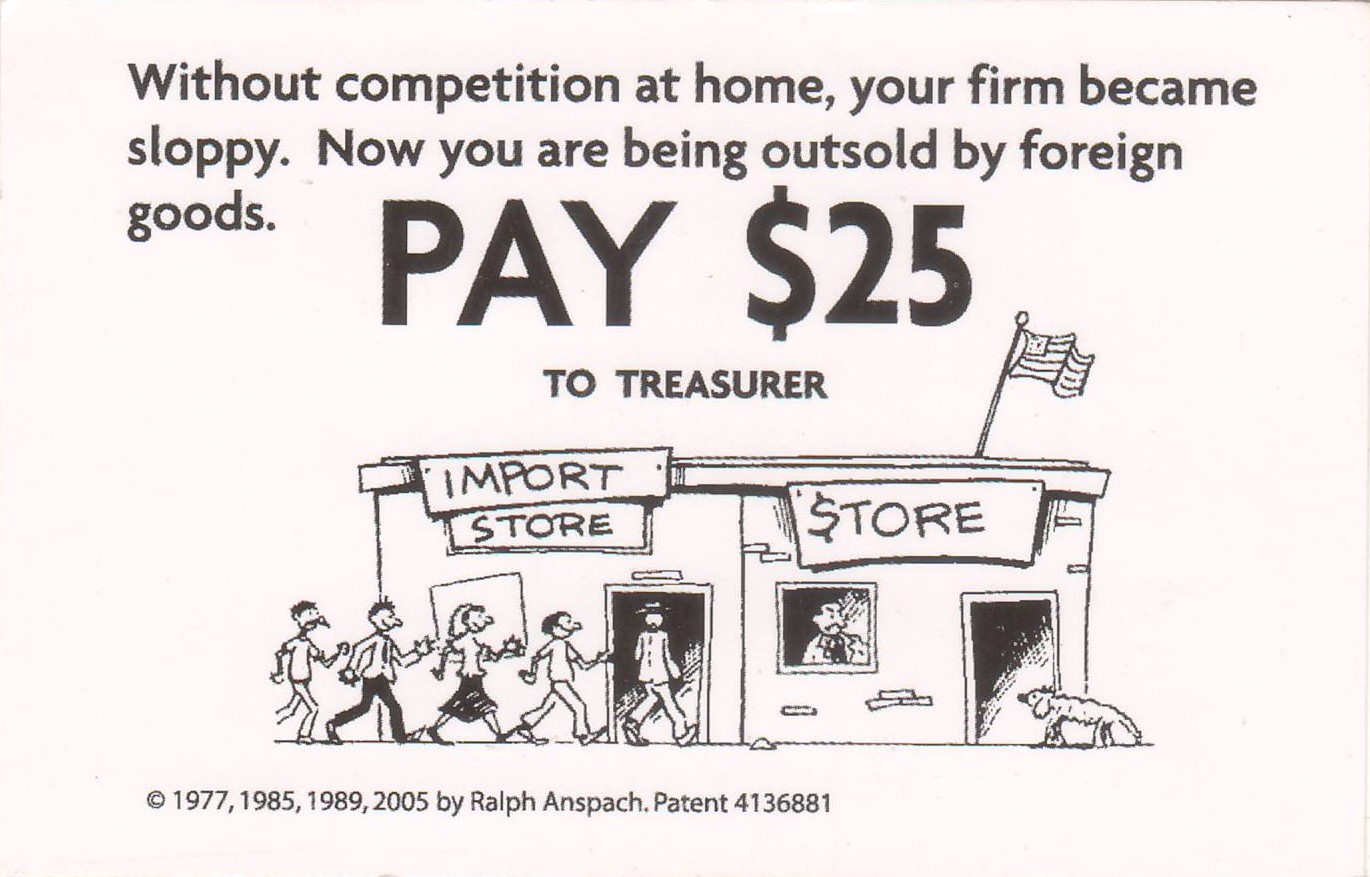 Without competition at home, your firm became
sloppy. Now you are being outsold by foreign
goods.
PAY $25
TO TREASURER
IMPORT
STORE
$TORE
© 1977, 1985, 1989, 2005 by Ralph Anspach. Patent 4136881